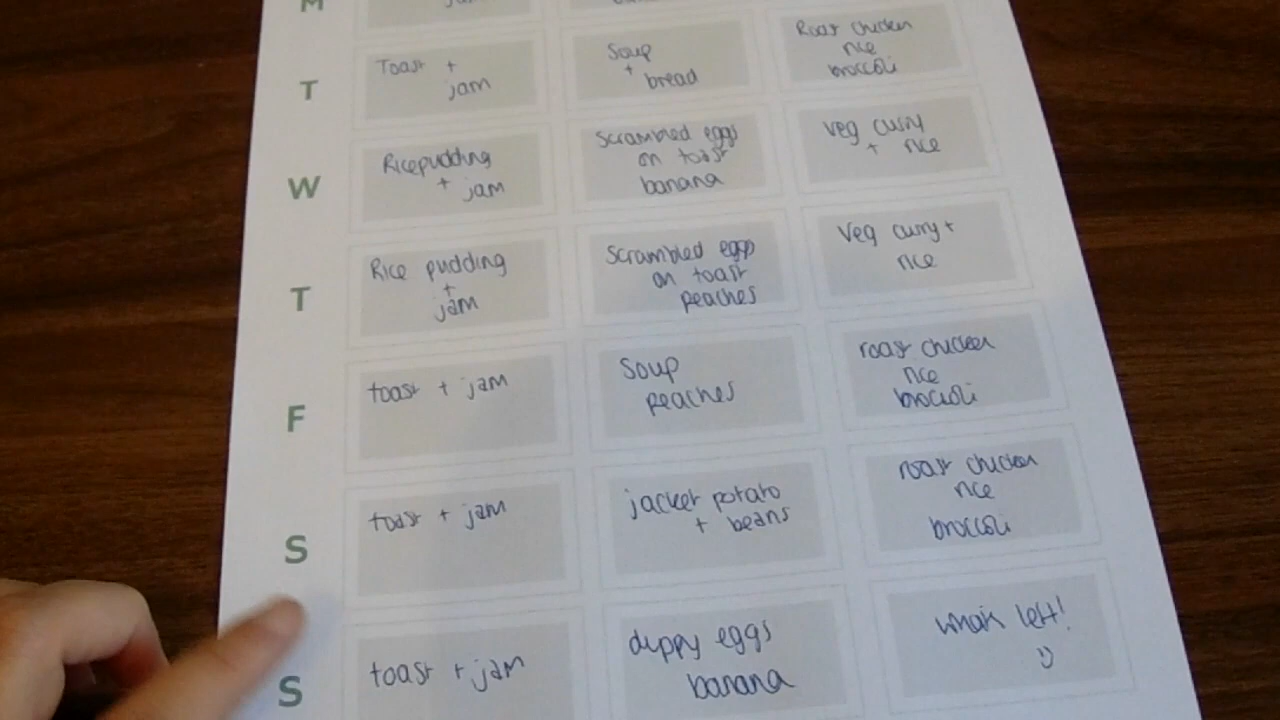 M
jam
T
Toast +
jam
Soup
+
bread
Roast chicken
rice
broccoli
W
Ricepudding
+ jam
Scrambled eggs
on toast
banana
veg curry
+ rice
T
Rice pudding
+
jam
Scrambled eggs
on toast
peaches
Veg curry +
rice
F
toast + jam
Soup
peaches
roast chicken
rice
broccoli
S
toast + jam
jacket potato
+ beans
roast chicken
rice
broccoli
S
toast + jam
dippy eggs
banana
what's left!